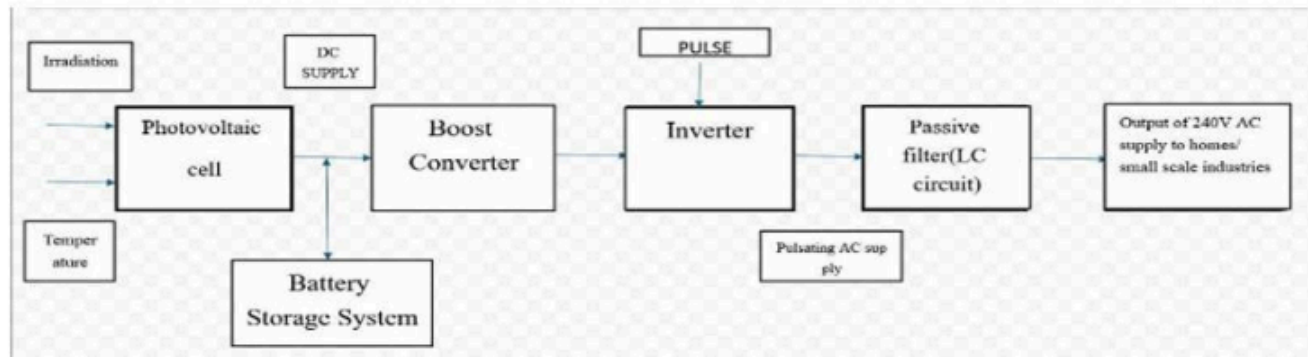 Irradiation
DC
SUPPLY
PULSE
Photovoltaic
cell
Boost
Converter
Inverter
Passive
filter(LC
circuit)
Output of 240V AC
supply to homes/
small scale industries
Temper
ature
Battery
Storage System
Pulsating AC sup
ply